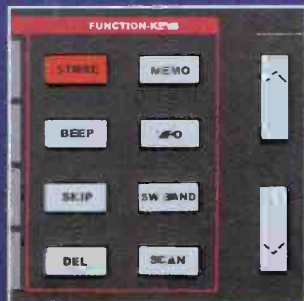 FUNCTION-KEYS
STORE MEMO
BEEP
SKIP SW BAND
DEL SCAN